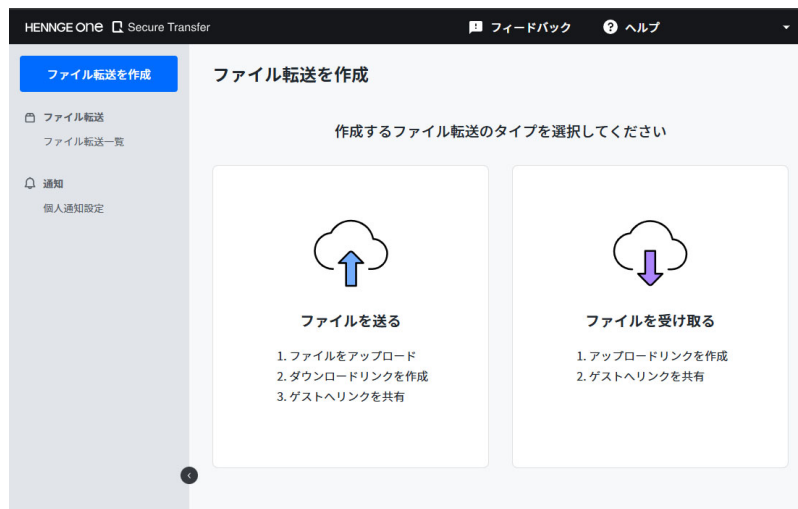 HENNGE One Secure Transfer
フィードバック
ヘルプ
ファイル転送を作成
ファイル転送
ファイル転送一覧
通知
個人通知設定
ファイル転送を作成
作成するファイル転送のタイプを選択してください
ファイルを送る
1. ファイルをアップロード
2. ダウンロードリンクを作成
3. ゲストへリンクを共有
ファイルを受け取る
1. アップロードリンクを作成
2. ゲストへリンクを共有